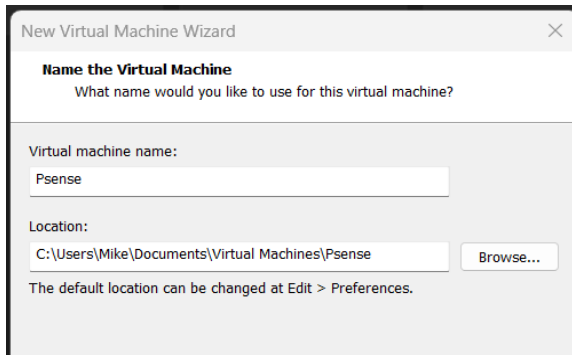 New Virtual Machine Wizard
Name the Virtual Machine
What name would you like to use for this virtual machine?
Virtual machine name:
Psense
Location:
C:\Users\Mike\Documents\Virtual Machines\Psense
Browse...
The default location can be changed at Edit > Preferences.